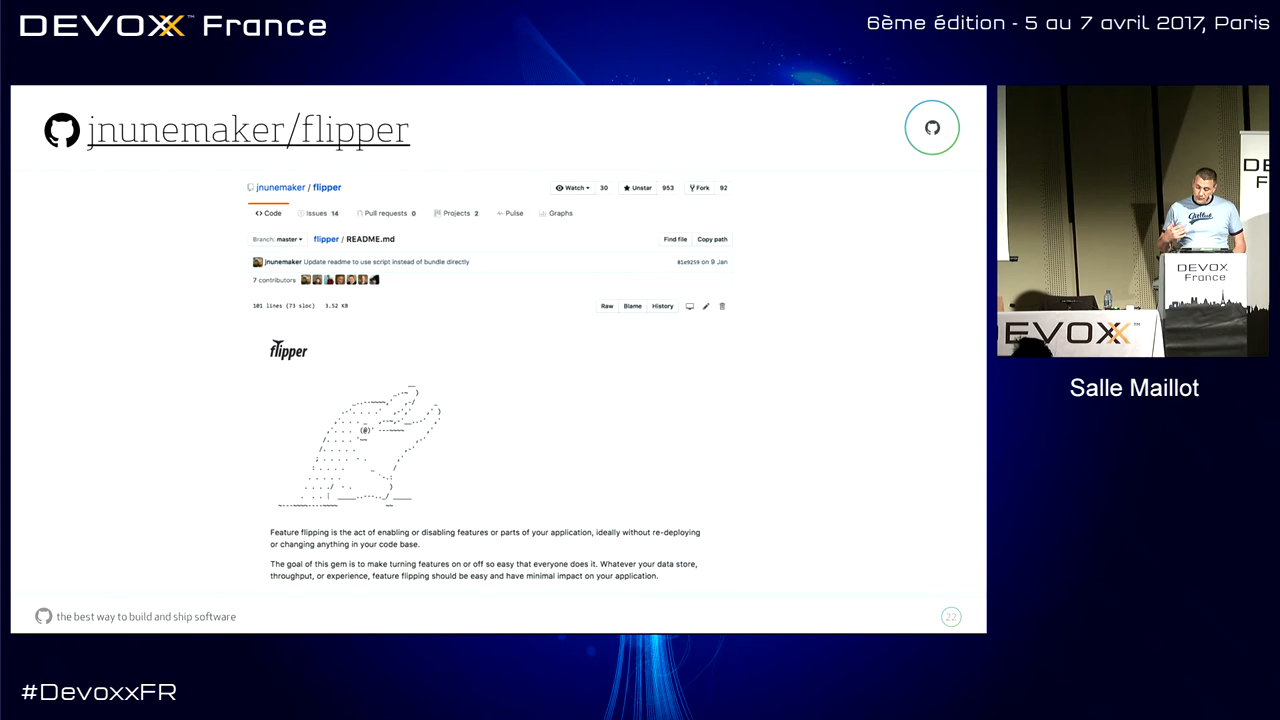 DEVOXX™ France
6ème édition - 5 au 7 avril 2017, Paris
jnunemaker/flipper
jnunemaker / flipper
Watch 30 Unstar 953 Fork 92
Code Issues 14 Pull requests 0 Projects 2 Pulse Graphs
Branch: master flipper / README.md Find file Copy path
jnunemaker Update readme to use script instead of bundle directly 81e9259 on 9 Jan
7 contributors
101 lines (73 sloc) 3.52 KB Raw Blame History
flipper
Feature flipping is the act of enabling or disabling features or parts of your application, ideally without re-deploying
or changing anything in your code base.
The goal of this gem is to make turning features on or off so easy that everyone does it. Whatever your data store,
throughput, or experience, feature flipping should be easy and have minimal impact on your application.
the best way to build and ship software
22
DE
F
DEVOXX
France
DEVOXX™
Salle Maillot
#DevoxxFR